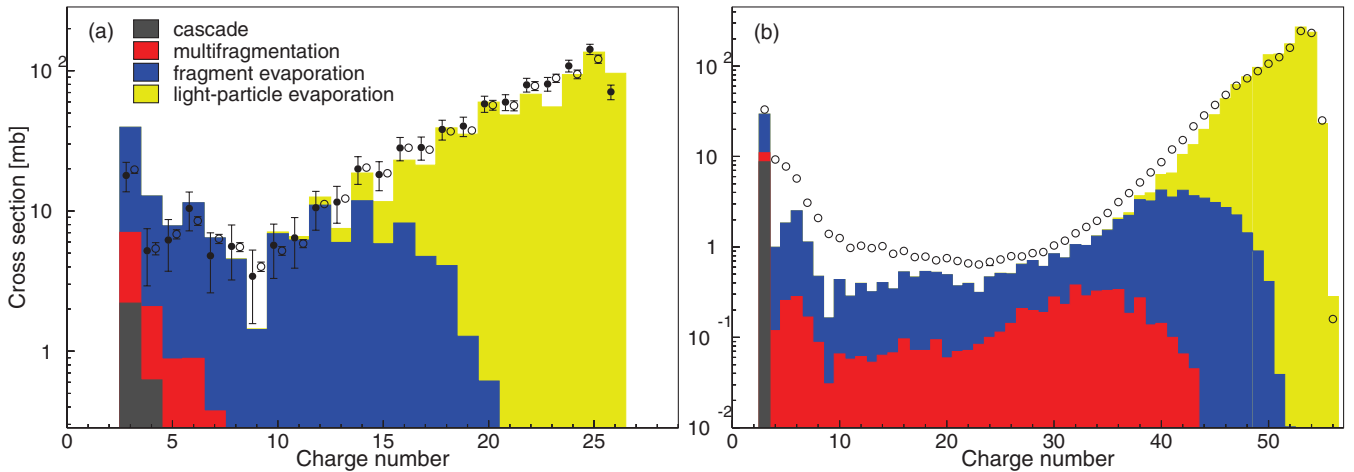 (a)
cascade
multifragmentation
fragment evaporation
light-particle evaporation
Cross section [mb]
10²
10
1
0 5 10 15 20 25
Charge number
(b)
10²
10
1
10⁻¹
10⁻²
0 10 20 30 40 50
Charge number